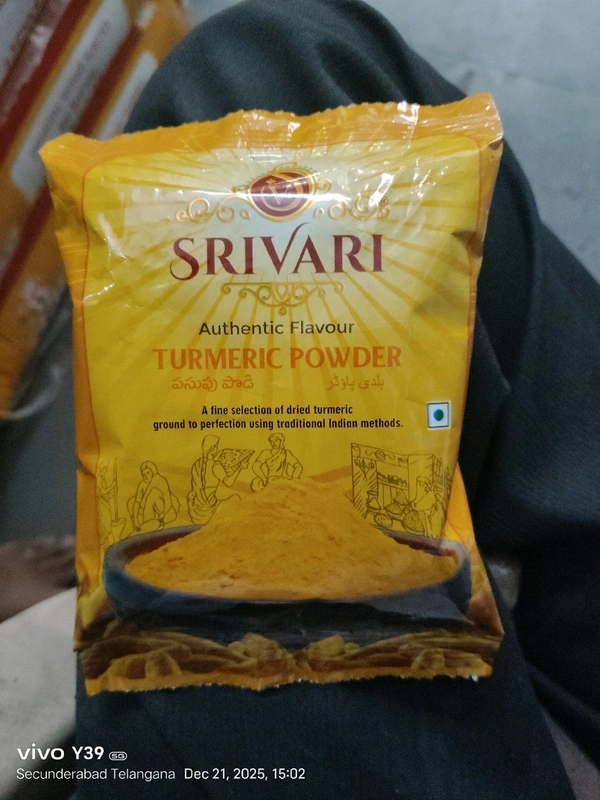 SRIVARI
Authentic Flavour
TURMERIC POWDER
పసుపు పొడి ہلدی پاؤڈر
A fine selection of dried turmeric
ground to perfection using traditional Indian methods.
vivo Y39 5G
Secunderabad Telangana Dec 21, 2025, 15:02